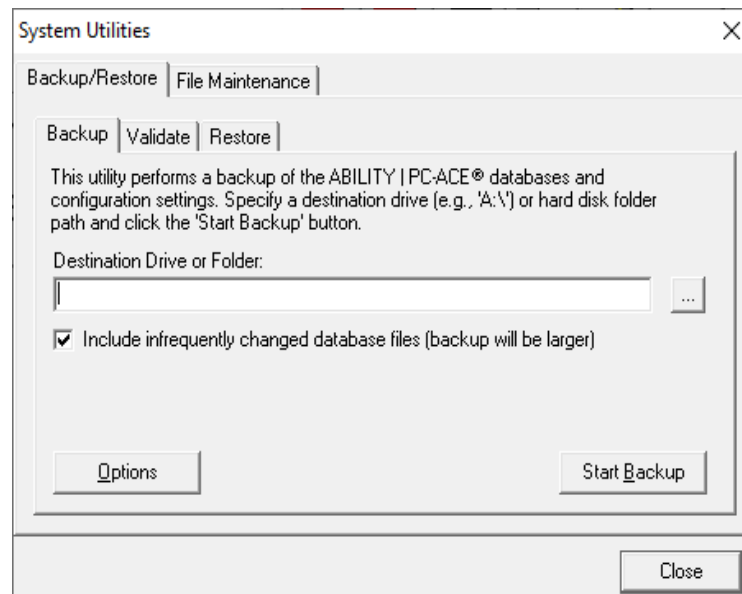 System Utilities
Backup/Restore File Maintenance
Backup Validate Restore
This utility performs a backup of the ABILITY | PC-ACE® databases and
configuration settings. Specify a destination drive (e.g., 'A:\') or hard disk folder
path and click the 'Start Backup' button.
Destination Drive or Folder:
...
Include infrequently changed database files (backup will be larger)
Options Start Backup
Close